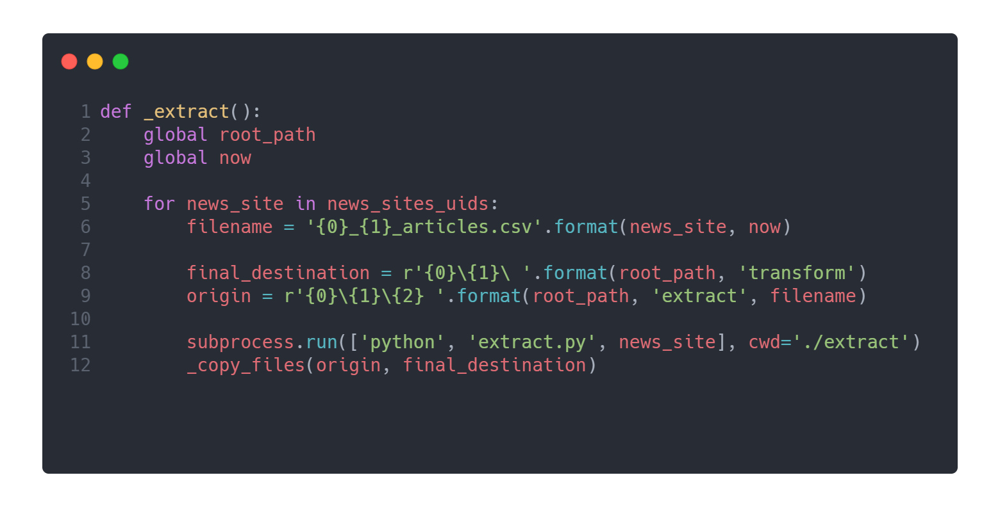 1 def _extract():
2     global root_path
3     global now
4
5     for news_site in news_sites_uids:
6         filename = '{0}_{1}_articles.csv'.format(news_site, now)
7
8         final_destination = r'{0}\{1}\ '.format(root_path, 'transform')
9         origin = r'{0}\{1}\{2} '.format(root_path, 'extract', filename)
10
11         subprocess.run(['python', 'extract.py', news_site], cwd='./extract')
12         _copy_files(origin, final_destination)